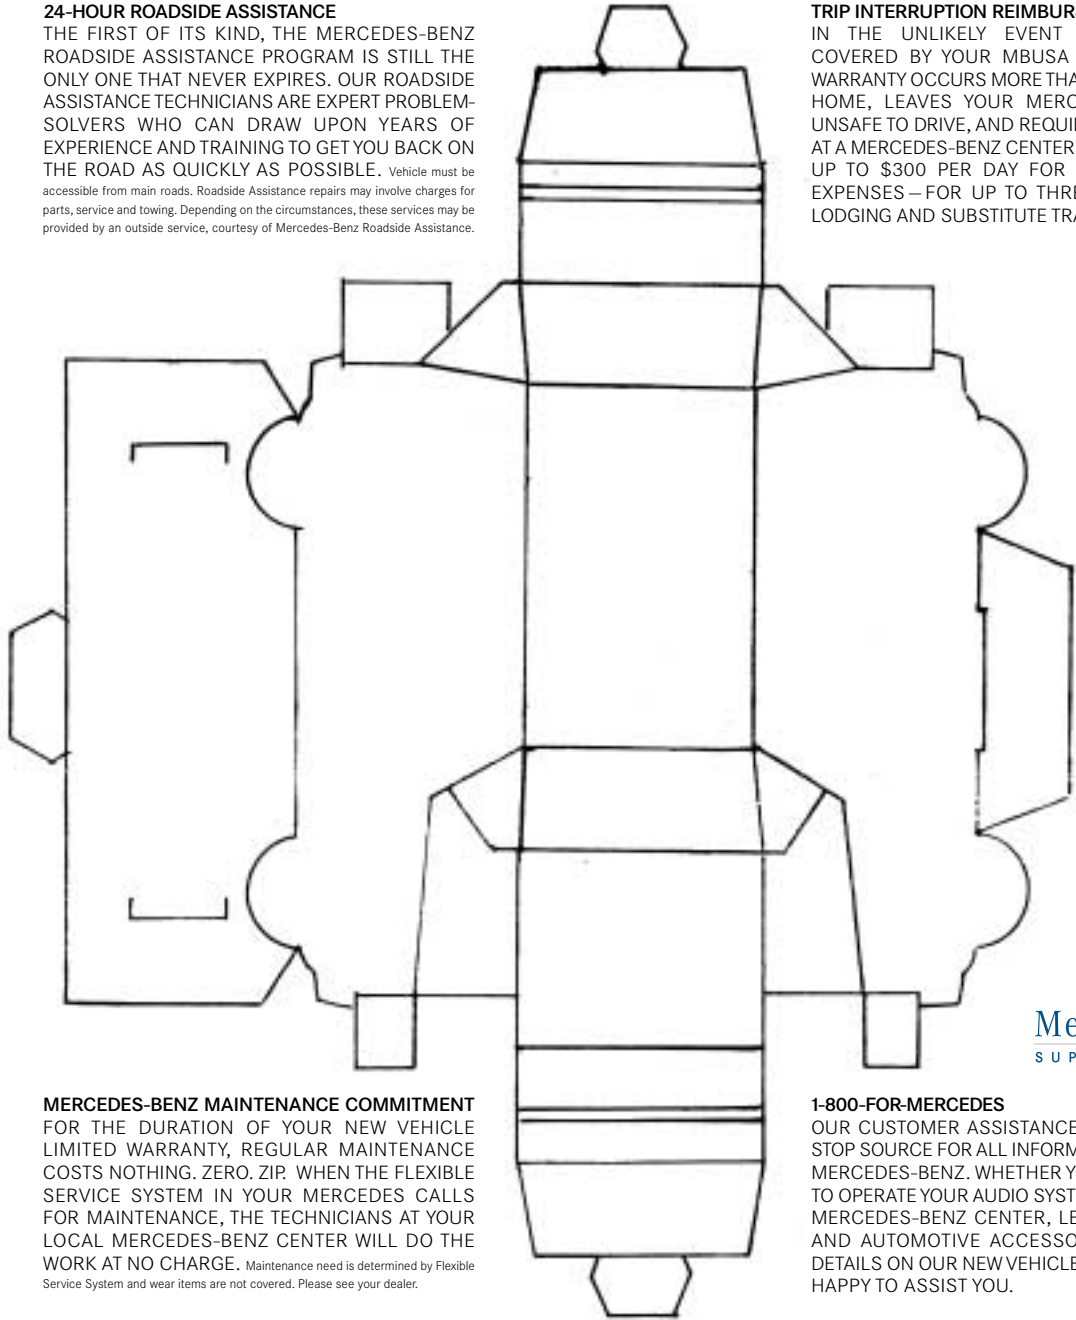 24-HOUR ROADSIDE ASSISTANCE
THE FIRST OF ITS KIND, THE MERCEDES-BENZ
ROADSIDE ASSISTANCE PROGRAM IS STILL THE
ONLY ONE THAT NEVER EXPIRES. OUR ROADSIDE
ASSISTANCE TECHNICIANS ARE EXPERT PROBLEM-
SOLVERS WHO CAN DRAW UPON YEARS OF
EXPERIENCE AND TRAINING TO GET YOU BACK ON
THE ROAD AS QUICKLY AS POSSIBLE. Vehicle must be
accessible from main roads. Roadside Assistance repairs may involve charges for
parts, service and towing. Depending on the circumstances, these services may be
provided by an outside service, courtesy of Mercedes-Benz Roadside Assistance.
TRIP INTERRUPTION REIMBUR
IN THE UNLIKELY EVENT
COVERED BY YOUR MBUSA
WARRANTY OCCURS MORE THA
HOME, LEAVES YOUR MERC
UNSAFE TO DRIVE, AND REQUI
AT A MERCEDES-BENZ CENTER
UP TO $300 PER DAY FOR
EXPENSES – FOR UP TO THRE
LODGING AND SUBSTITUTE TRA
Me
SUP
MERCEDES-BENZ MAINTENANCE COMMITMENT
FOR THE DURATION OF YOUR NEW VEHICLE
LIMITED WARRANTY, REGULAR MAINTENANCE
COSTS NOTHING. ZERO. ZIP. WHEN THE FLEXIBLE
SERVICE SYSTEM IN YOUR MERCEDES CALLS
FOR MAINTENANCE, THE TECHNICIANS AT YOUR
LOCAL MERCEDES-BENZ CENTER WILL DO THE
WORK AT NO CHARGE. Maintenance need is determined by Flexible
Service System and wear items are not covered. Please see your dealer.
1-800-FOR-MERCEDES
OUR CUSTOMER ASSISTANCE
STOP SOURCE FOR ALL INFORM
MERCEDES-BENZ. WHETHER Y
TO OPERATE YOUR AUDIO SYST
MERCEDES-BENZ CENTER, LE
AND AUTOMOTIVE ACCESSO
DETAILS ON OUR NEW VEHICLE
HAPPY TO ASSIST YOU.